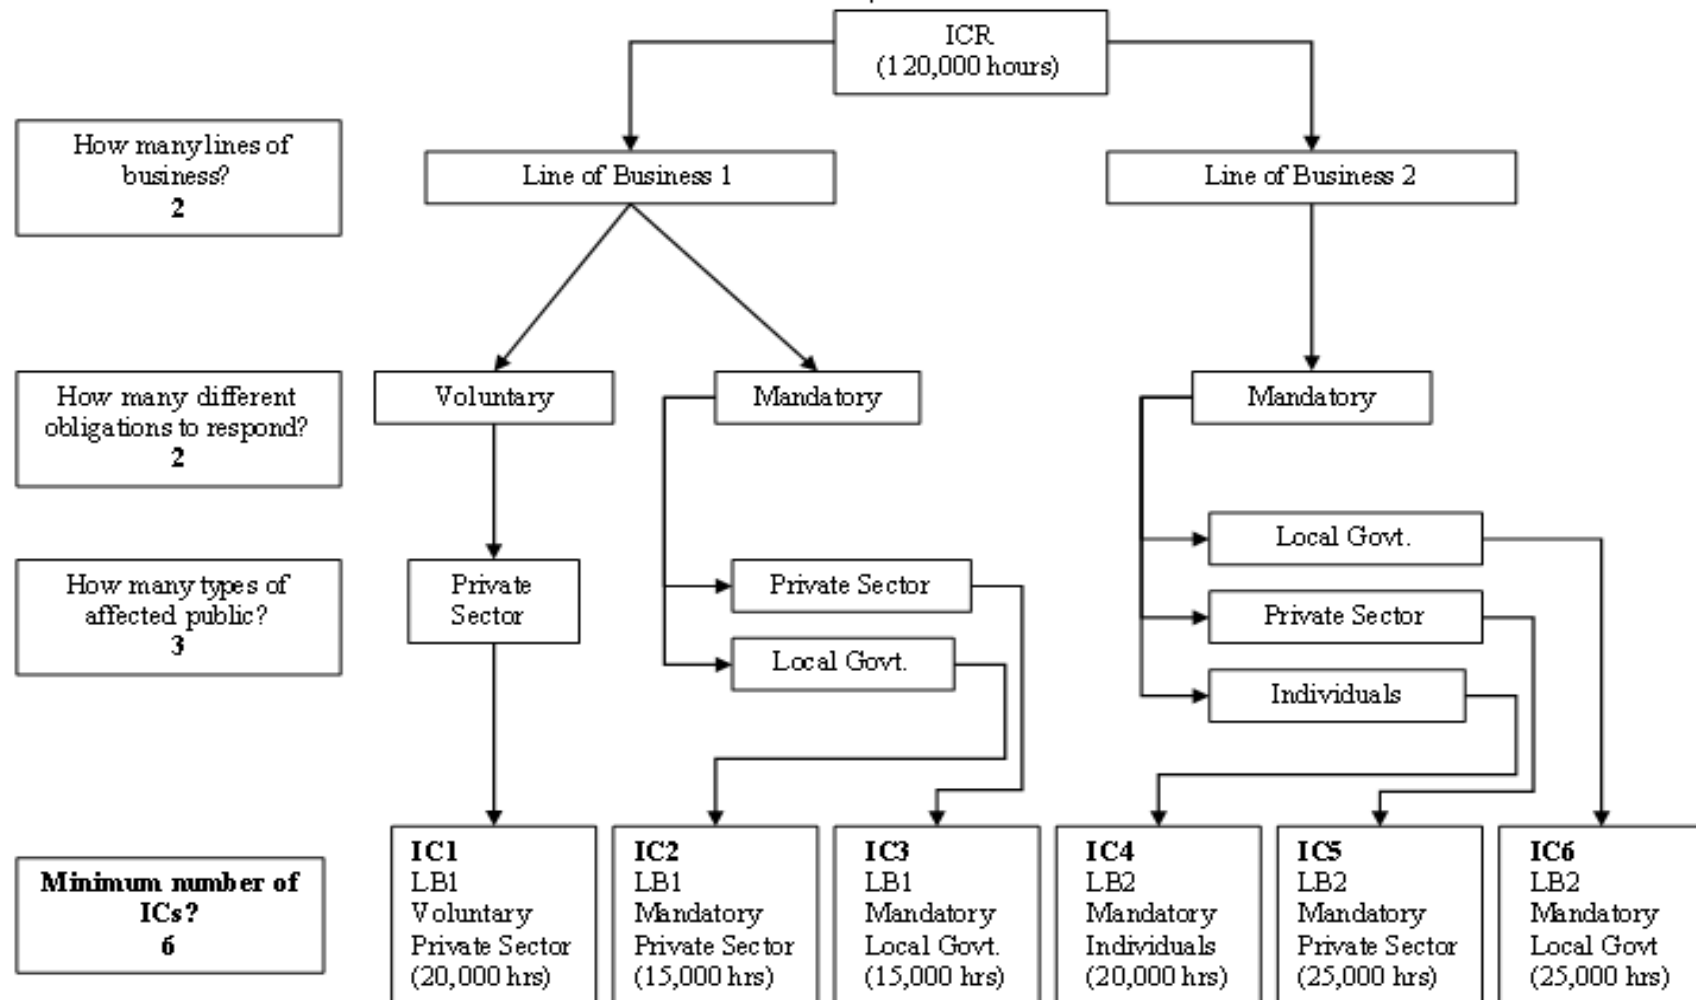 ICR
(120,000 hours)
How many lines of
business?
2
Line of Business 1
Line of Business 2
How many different
obligations to respond?
2
Voluntary
Mandatory
Mandatory
Local Govt.
How many types of
affected public?
3
Private
Sector
Private Sector
Local Govt.
Private Sector
Individuals
Minimum number of
ICs?
6
IC1
LB1
Voluntary
Private Sector
(20,000 hrs)
IC2
LB1
Mandatory
Private Sector
(15,000 hrs)
IC3
LB1
Mandatory
Local Govt.
(15,000 hrs)
IC4
LB2
Mandatory
Individuals
(20,000 hrs)
IC5
LB2
Mandatory
Private Sector
(25,000 hrs)
IC6
LB2
Mandatory
Local Govt
(25,000 hrs)